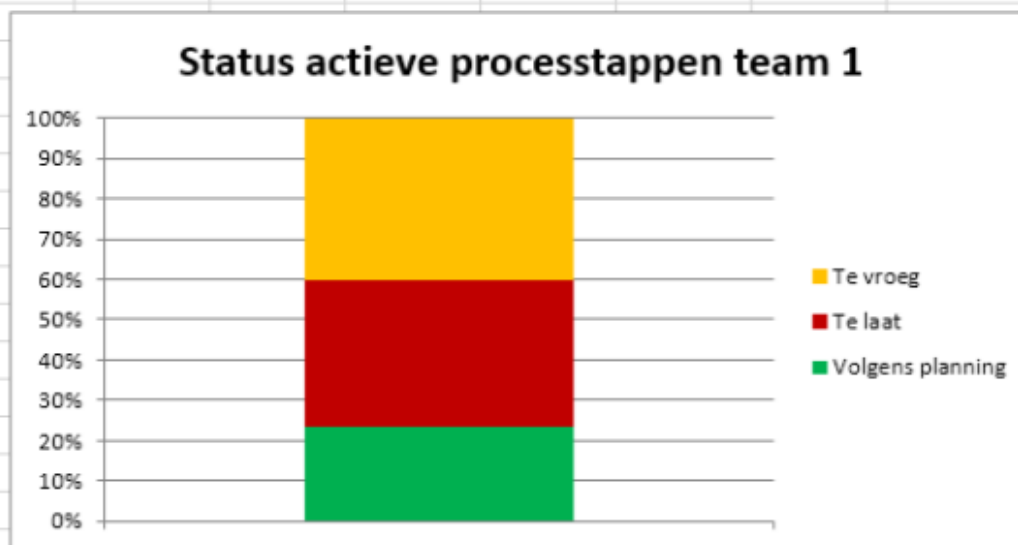 Status actieve processtappen team 1
100%
90%
80%
70%
60%
50%
40%
30%
20%
10%
0%
Te vroeg
Te laat
Volgens planning